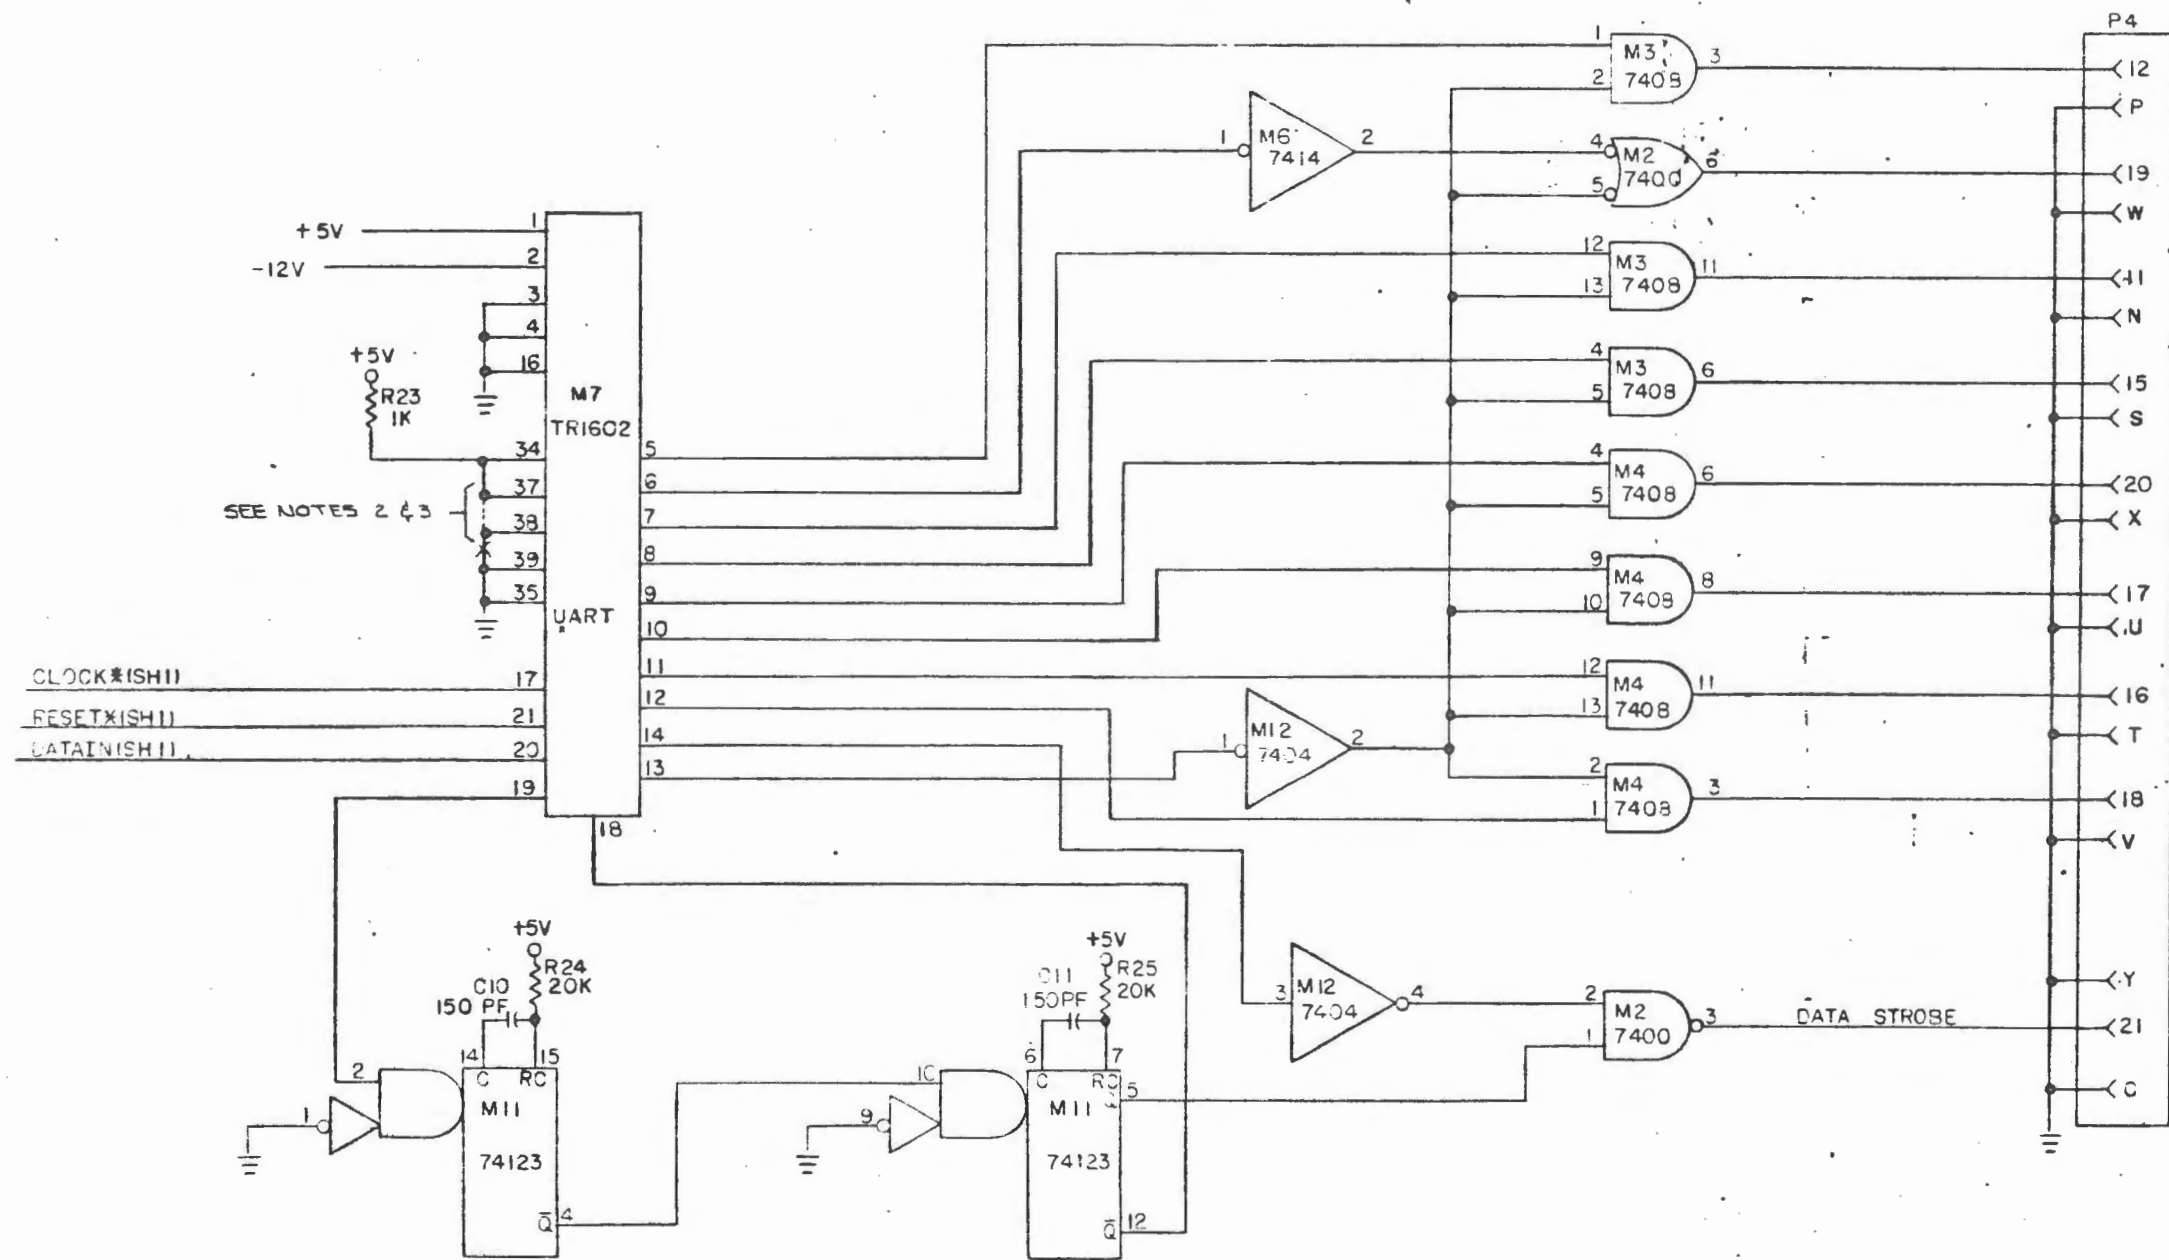 P4
1
M3
7408
2
3
12
P
1
M6
7414
2
4
M2
7400
5
6
19
W
12
M3
7408
13
11
11
N
4
M3
7408
5
6
15
S
4
M4
7408
5
6
20
X
9
M4
7408
10
8
17
U
12
M4
7408
13
11
16
T
2
M4
7408
1
3
18
V
Y
21
C
+5V
1
-12V
2
3
4
16
+5V
R23
1K
34
37
SEE NOTES 2 & 3
38
39
35
M7
TR1602
UART
5
6
7
8
9
10
11
12
14
13
CLOCK*(SH1)
17
RESET*(SH1)
21
DATAIN(SH1)
20
19
18
1
M12
7404
2
3
M12
7404
4
2
M2
7400
1
3
DATA STROBE
+5V
R24
20K
C10
150 PF
14
15
C
RC
2
1
M11
74123
Q
4
+5V
R25
20K
C11
150PF
6
7
C
RC
10
9
M11
74123
Q
5
Q
12